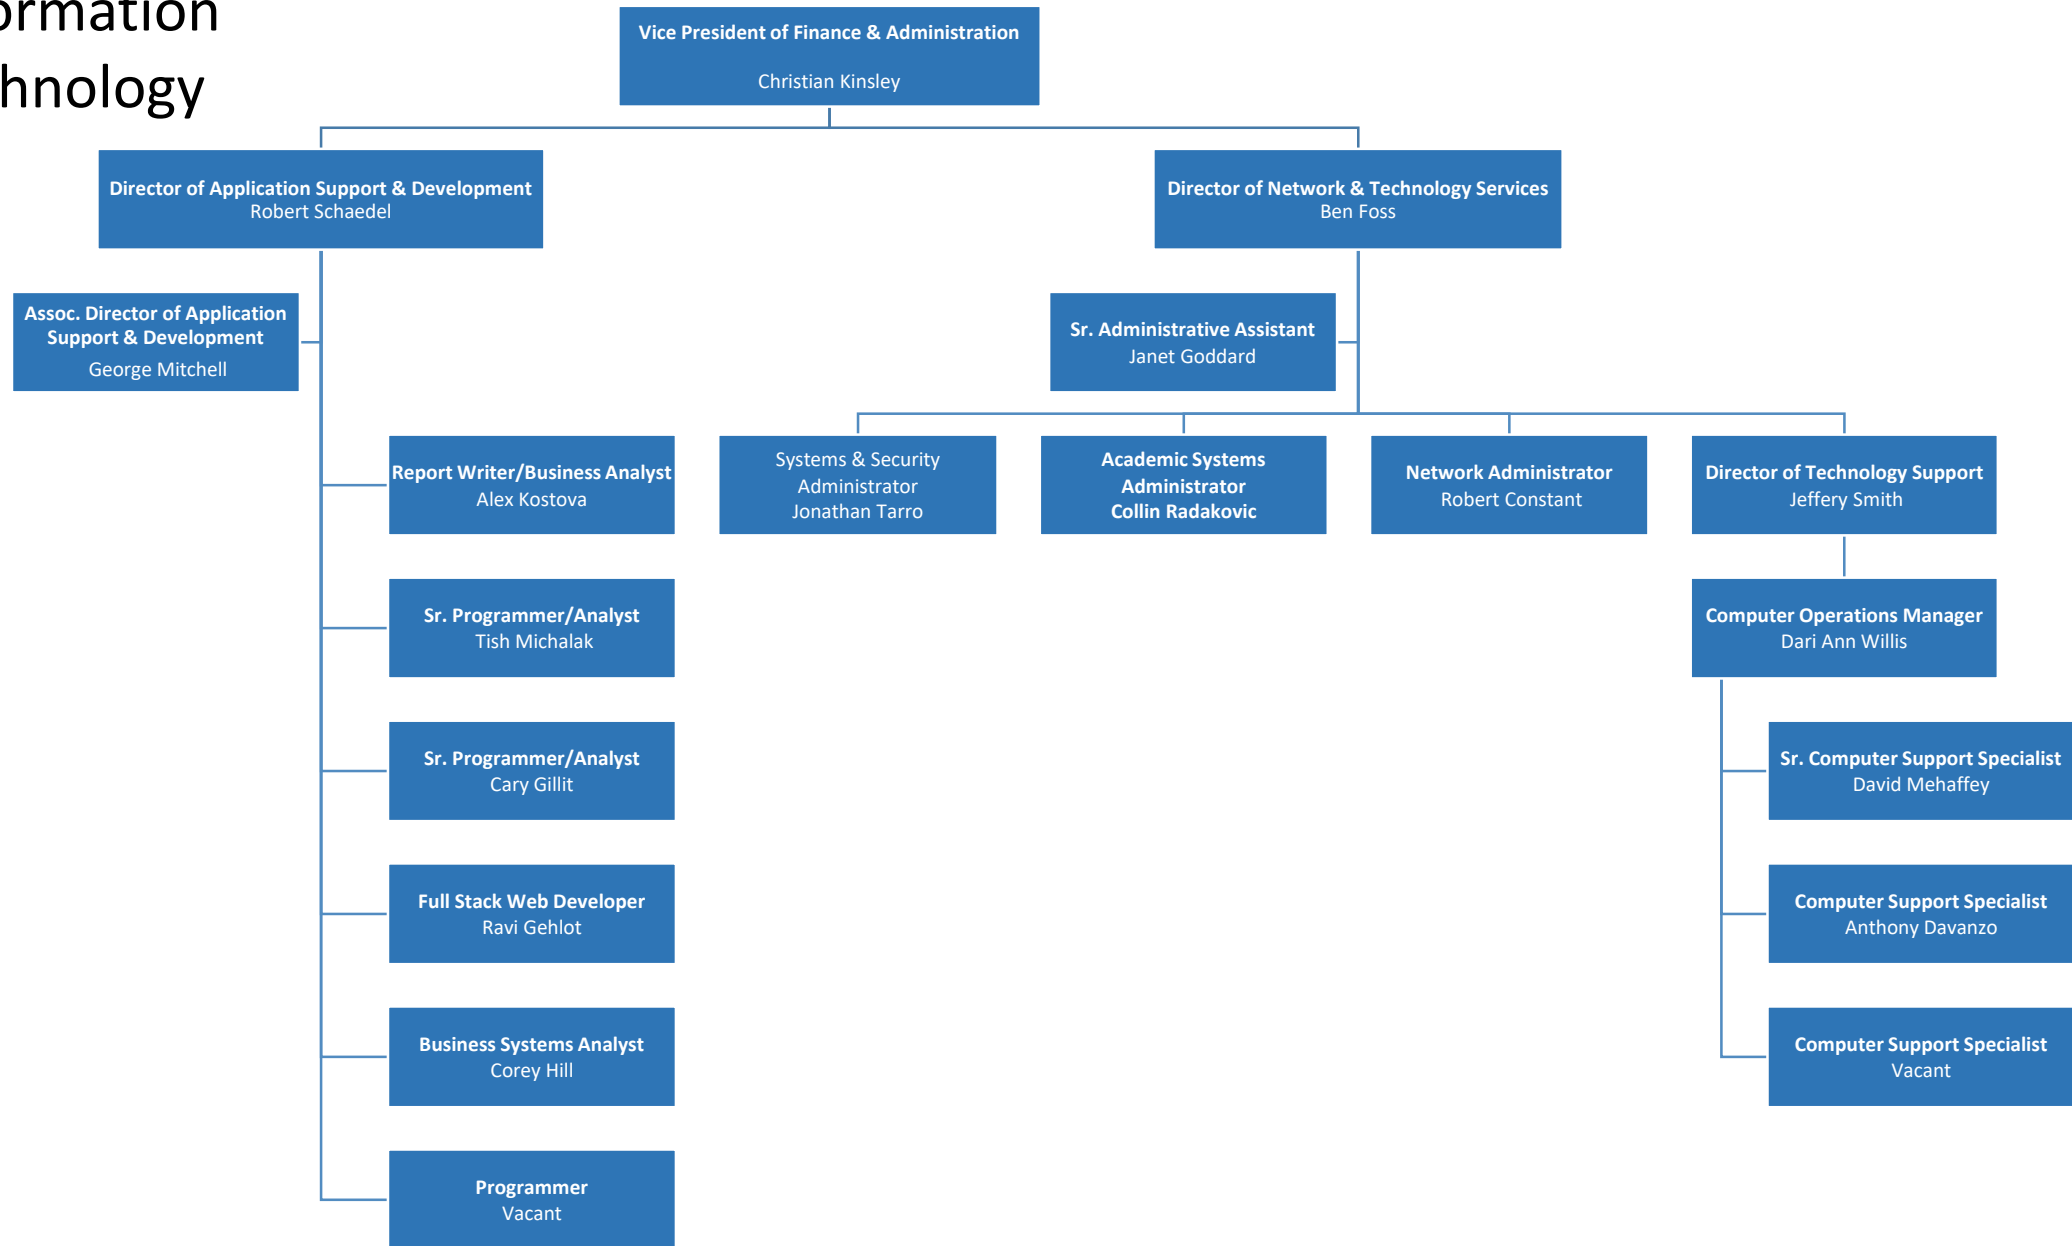 ormation
hnology
Vice President of Finance & Administration
Christian Kinsley
Director of Application Support & Development
Robert Schaedel
Director of Network & Technology Services
Ben Foss
Assoc. Director of Application
Support & Development
George Mitchell
Sr. Administrative Assistant
Janet Goddard
Report Writer/Business Analyst
Alex Kostova
Systems & Security
Administrator
Jonathan Tarro
Academic Systems
Administrator
Collin Radakovic
Network Administrator
Robert Constant
Director of Technology Support
Jeffery Smith
Sr. Programmer/Analyst
Tish Michalak
Computer Operations Manager
Dari Ann Willis
Sr. Programmer/Analyst
Cary Gillit
Sr. Computer Support Specialist
David Mehaffey
Full Stack Web Developer
Ravi Gehlot
Computer Support Specialist
Anthony Davanzo
Business Systems Analyst
Corey Hill
Computer Support Specialist
Vacant
Programmer
Vacant